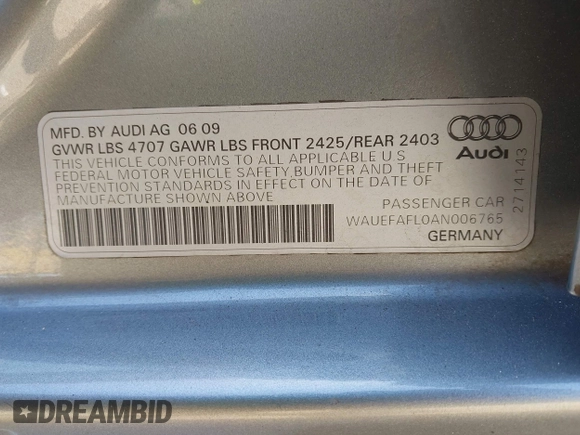 MFD. BY AUDI AG 06 09
GVWR LBS 4707 GAWR LBS FRONT 2425/REAR 2403
THIS VEHICLE CONFORMS TO ALL APPLICABLE U S
FEDERAL MOTOR VEHICLE SAFETY,BUMPER AND THEFT
PREVENTION STANDARDS IN EFFECT ON THE DATE OF
MANUFACTURE SHOWN ABOVE
Audi
2714143
PASSENGER CAR
WAUEFAFL0AN006765
GERMANY
DREAMBID